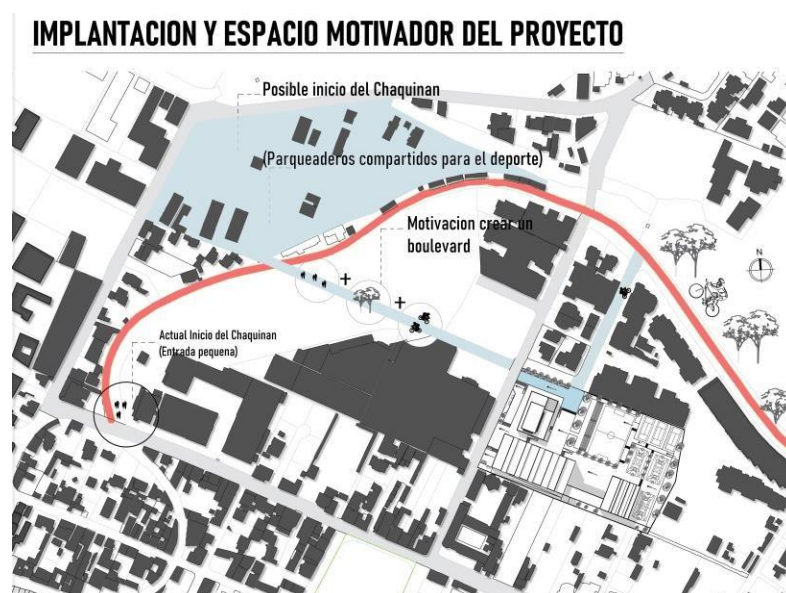 IMPLANTACION Y ESPACIO MOTIVADOR DEL PROYECTO
Posible inicio del Chaquinan
(Parqueaderos compartidos para el deporte)
Motivacion crear un
boulevard
N
+
+
Actual Inicio del Chaquinan
(Entrada pequena)